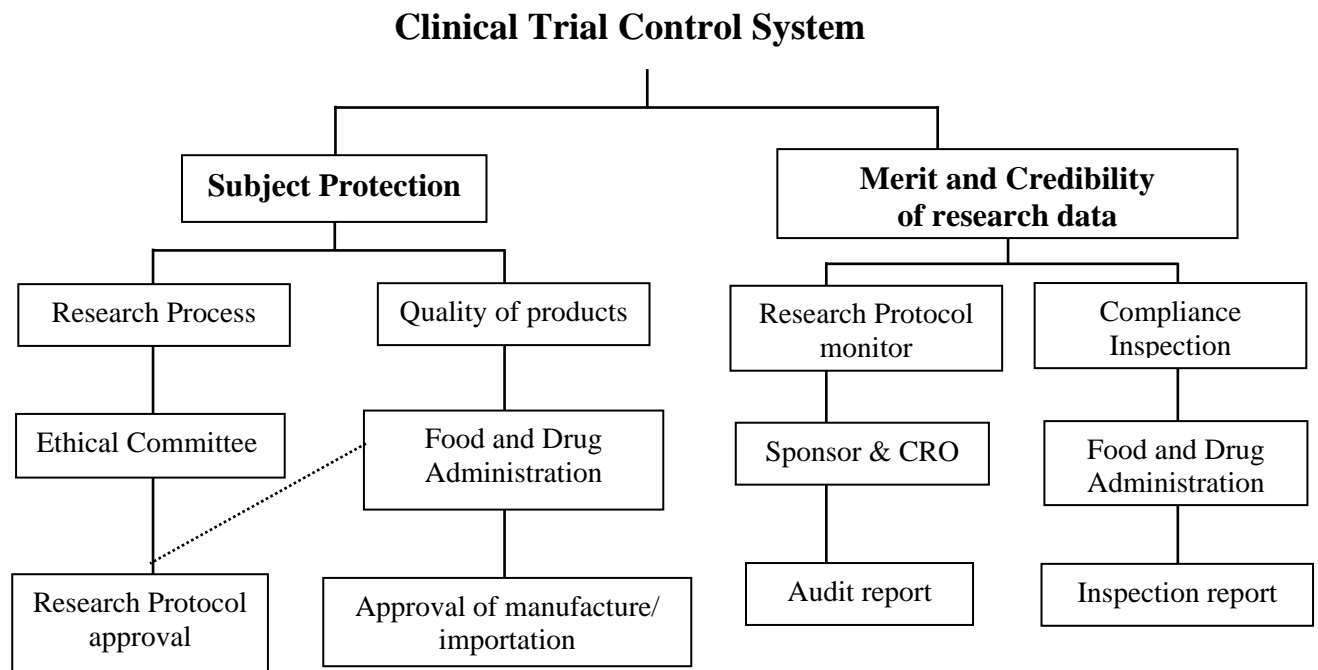 Clinical Trial Control System
Subject Protection
Merit and Credibility
of research data
Research Process
Quality of products
Research Protocol
monitor
Compliance
Inspection
Ethical Committee
Food and Drug
Administration
Sponsor & CRO
Food and Drug
Administration
Research Protocol
approval
Approval of manufacture/
importation
Audit report
Inspection report